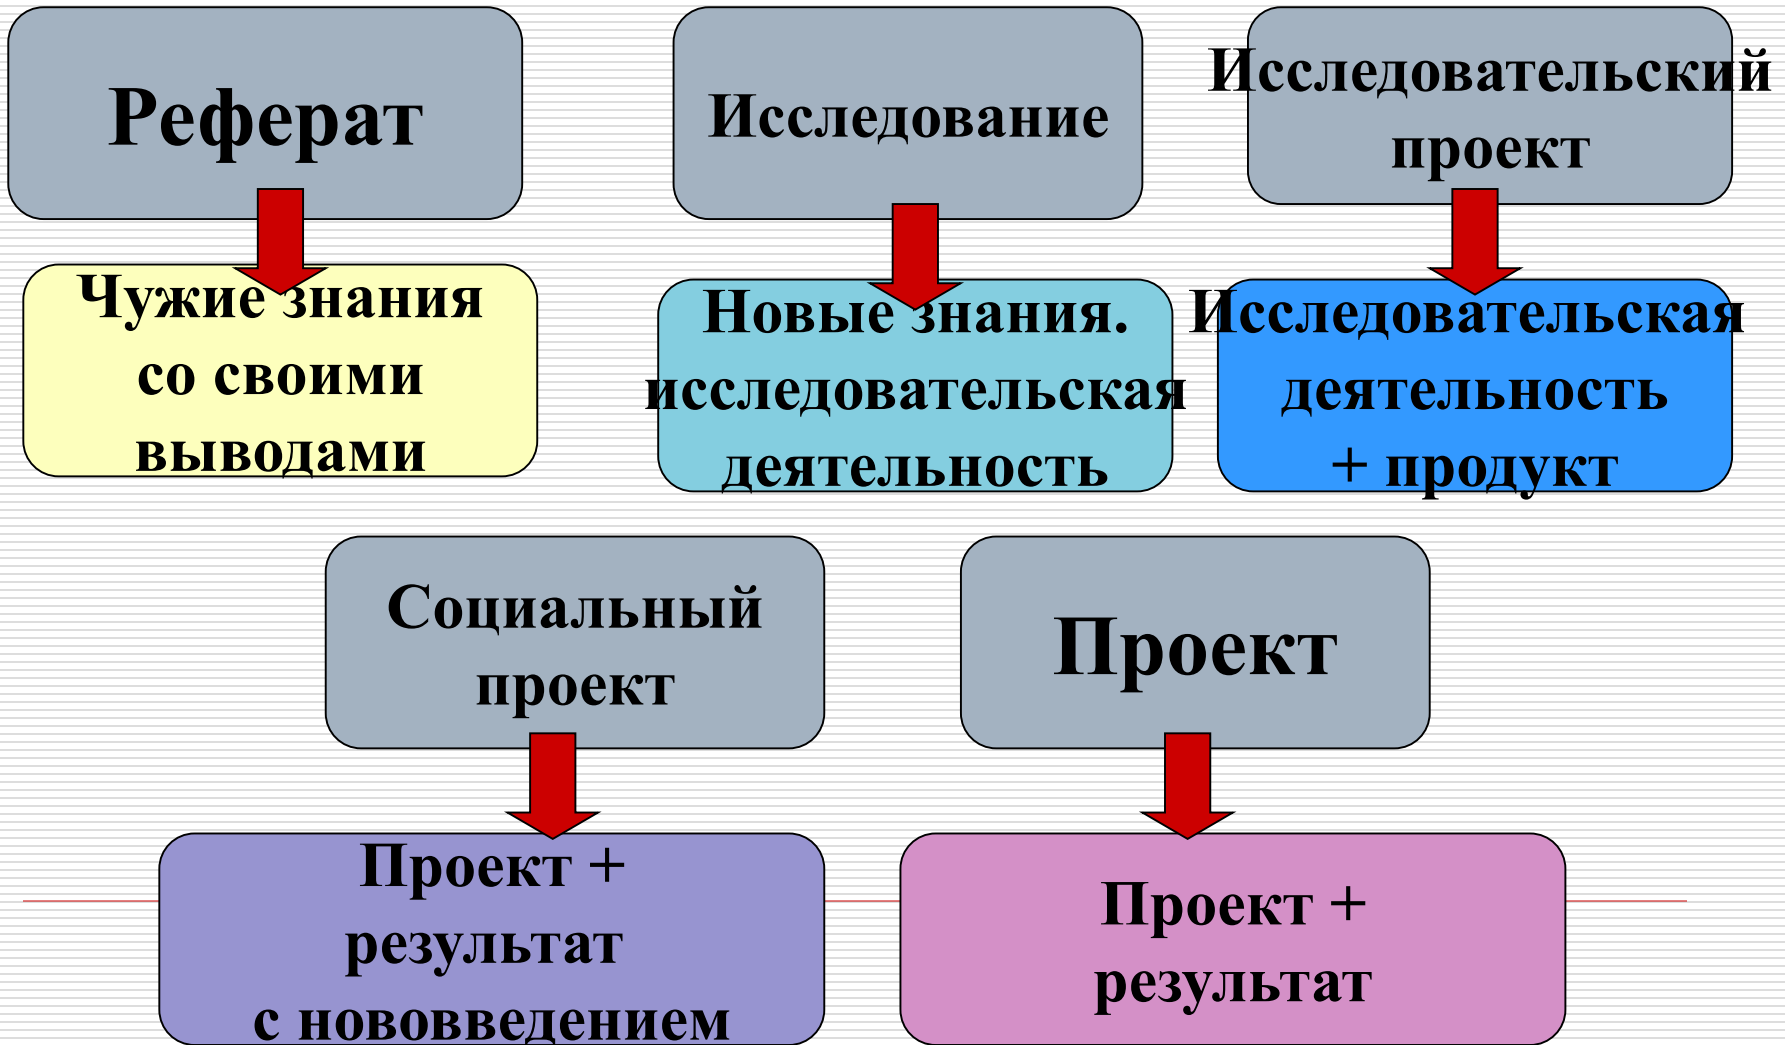 Реферат
Чужие знания
со своими
выводами
Исследование
Новые знания.
исследовательская
деятельность
Исследовательский
проект
Исследовательская
деятельность
+ продукт
Социальный
проект
Проект +
результат
с нововведением
Проект
Проект +
результат